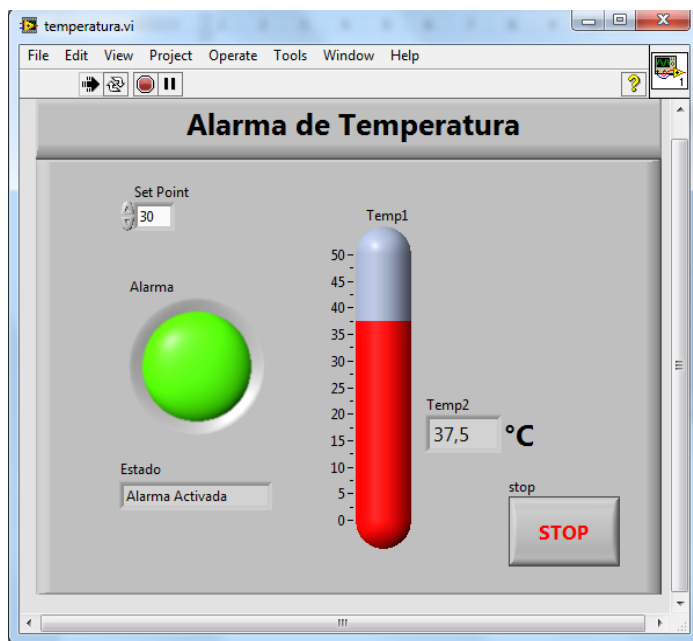 temperatura.vi
File Edit View Project Operate Tools Window Help
?
1
Alarma de Temperatura
Set Point
30
Temp1
50
45
40
35
30
25
20
15
10
5
0
Alarma
Temp2
37,5 °C
Estado
Alarma Activada
stop
STOP